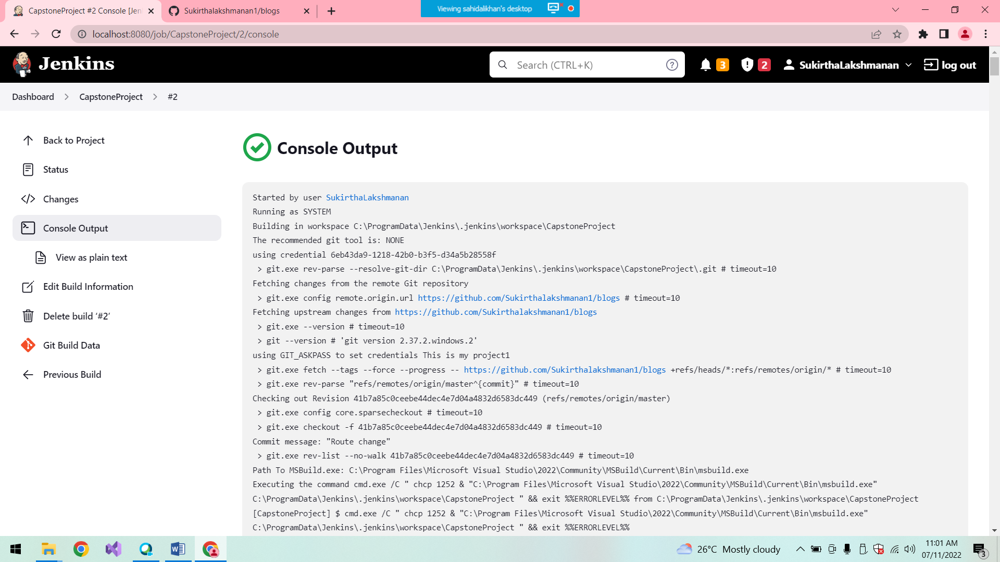 CapstoneProject #2 Console [Jen
Sukirthalakshmanan1/blogs
Viewing sahidalikhan's desktop
localhost:8080/job/CapstoneProject/2/console
Jenkins
Search (CTRL+K)
3
2
SukirthaLakshmanan
log out
Dashboard
CapstoneProject
#2
Back to Project
Status
Changes
Console Output
View as plain text
Edit Build Information
Delete build ‘#2’
Git Build Data
Previous Build
Console Output
Started by user SukirthaLakshmanan
Running as SYSTEM
Building in workspace C:\ProgramData\Jenkins\.jenkins\workspace\CapstoneProject
The recommended git tool is: NONE
using credential 6eb43da9-1218-42b0-b3f5-d34a5b28558f
> git.exe rev-parse --resolve-git-dir C:\ProgramData\Jenkins\.jenkins\workspace\CapstoneProject\.git # timeout=10
Fetching changes from the remote Git repository
> git.exe config remote.origin.url https://github.com/Sukirthalakshmanan1/blogs # timeout=10
Fetching upstream changes from https://github.com/Sukirthalakshmanan1/blogs
> git.exe --version # timeout=10
> git --version # 'git version 2.37.2.windows.2'
using GIT_ASKPASS to set credentials This is my project1
> git.exe fetch --tags --force --progress -- https://github.com/Sukirthalakshmanan1/blogs +refs/heads/*:refs/remotes/origin/* # timeout=10
> git.exe rev-parse "refs/remotes/origin/master^{commit}" # timeout=10
Checking out Revision 41b7a85c0ceebe44dec4e7d04a4832d6583dc449 (refs/remotes/origin/master)
> git.exe config core.sparsecheckout # timeout=10
> git.exe checkout -f 41b7a85c0ceebe44dec4e7d04a4832d6583dc449 # timeout=10
Commit message: "Route change"
> git.exe rev-list --no-walk 41b7a85c0ceebe44dec4e7d04a4832d6583dc449 # timeout=10
Path To MSBuild.exe: C:\Program Files\Microsoft Visual Studio\2022\Community\MSBuild\Current\Bin\msbuild.exe
Executing the command cmd.exe /C " chcp 1252 & "C:\Program Files\Microsoft Visual Studio\2022\Community\MSBuild\Current\Bin\msbuild.exe"
C:\ProgramData\Jenkins\.jenkins\workspace\CapstoneProject " && exit %%ERRORLEVEL%% from C:\ProgramData\Jenkins\.jenkins\workspace\CapstoneProject
[CapstoneProject] $ cmd.exe /C " chcp 1252 & "C:\Program Files\Microsoft Visual Studio\2022\Community\MSBuild\Current\Bin\msbuild.exe"
C:\ProgramData\Jenkins\.jenkins\workspace\CapstoneProject " && exit %%ERRORLEVEL%%
26°C Mostly cloudy
11:01 AM
07/11/2022
3